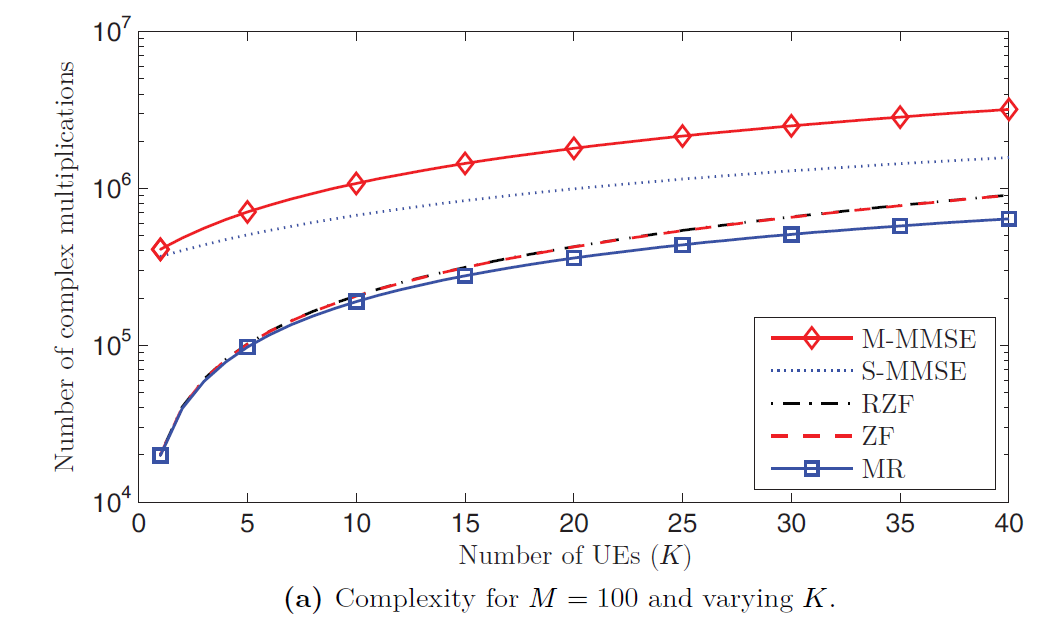 10^7
10^6
10^5
10^4
Number of complex multiplications
M-MMSE
S-MMSE
RZF
ZF
MR
0 5 10 15 20 25 30 35 40
Number of UEs (K)
(a) Complexity for M = 100 and varying K.